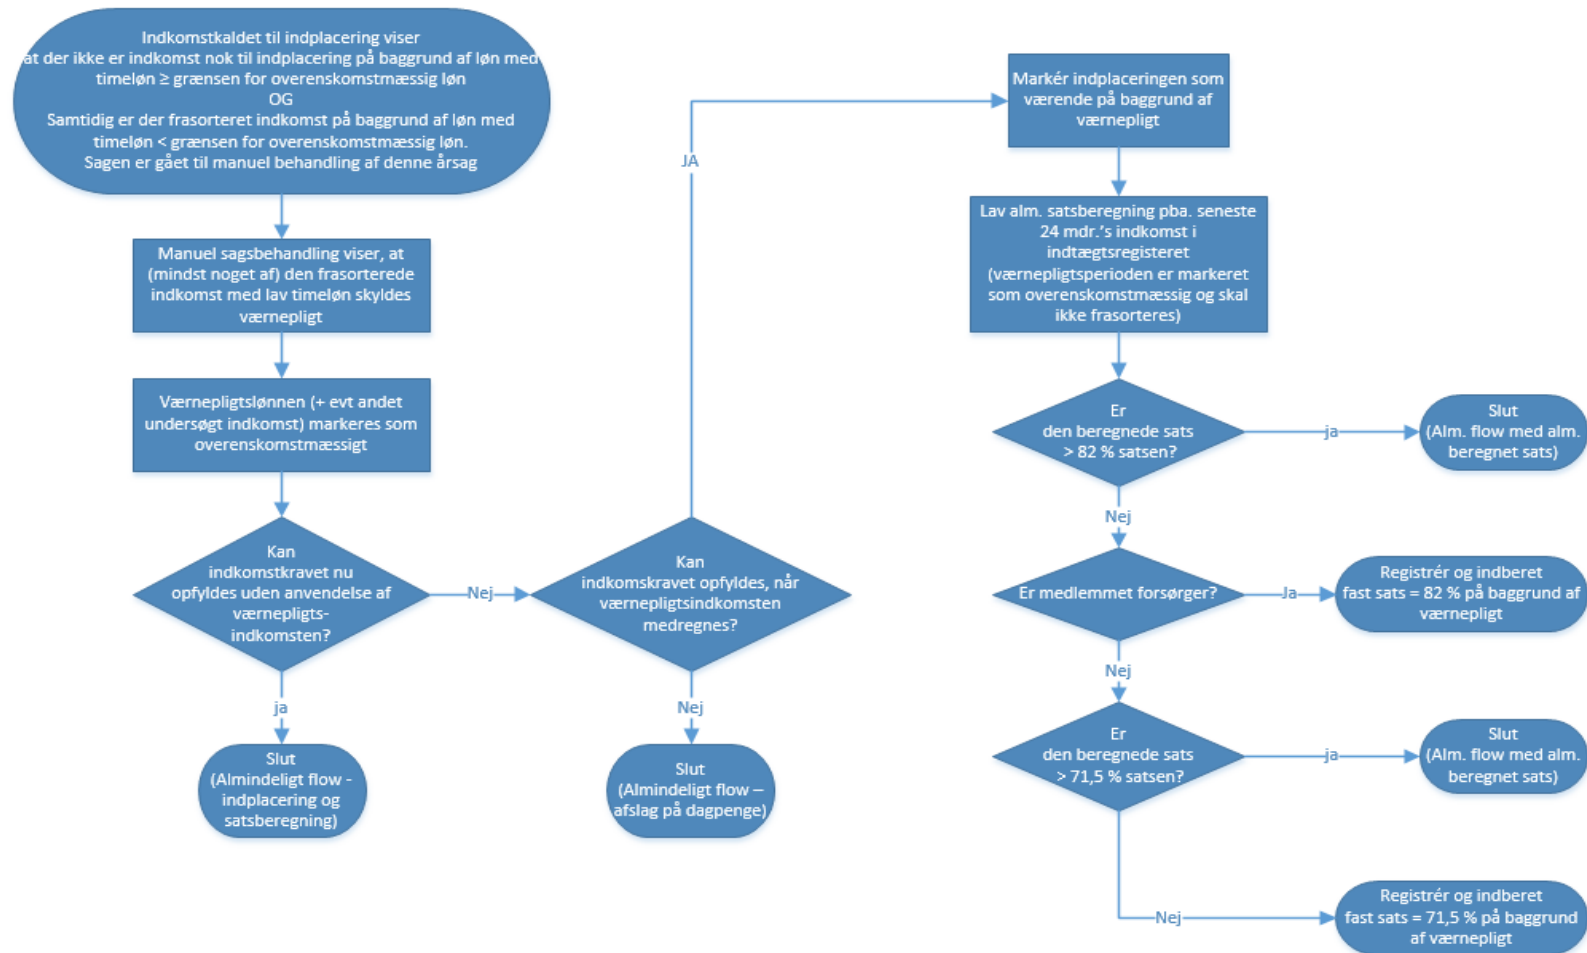 Indkomstkaldet til indplacering viser
at der ikke er indkomst nok til indplacering på baggrund af løn med
timeløn ≥ grænsen for overenskomstmæssig løn
OG
Samtidig er der frasorteret indkomst på baggrund af løn med
timeløn < grænsen for overenskomstmæssig løn.
Sagen er gået til manuel behandling af denne årsag
Manuel sagsbehandling viser, at
(mindst noget af) den frasorterede
indkomst med lav timeløn skyldes
værnepligt
Værnepligtslønnen (+ evt andet
undersøgt indkomst) markeres som
overenskomstmæssigt
Kan
indkomstkravet nu
opfyldes uden anvendelse af
værnepligts-
indkomsten?
ja
Slut
(Almindeligt flow -
indplacering og
satsberegning)
Nej
Kan
indkomskravet opfyldes, når
værnepligtsindkomsten
medregnes?
Nej
Slut
(Almindeligt flow –
afslag på dagpenge)
JA
Markér indplaceringen som
værende på baggrund af
værnepligt
Lav alm. satsberegning pba. seneste
24 mdr.'s indkomst i
indtægtsregisteret
(værnepligtsperioden er markeret
som overenskomstmæssig og skal
ikke frasorteres)
Er
den beregnede sats
> 82 % satsen?
ja
Slut
(Alm. flow med alm.
beregnet sats)
Nej
Er medlemmet forsørger?
Ja
Registrér og indberet
fast sats = 82 % på baggrund af
værnepligt
Nej
Er
den beregnede sats
> 71,5 % satsen?
ja
Slut
(Alm. flow med alm.
beregnet sats)
Nej
Registrér og indberet
fast sats = 71,5 % på baggrund
af værnepligt